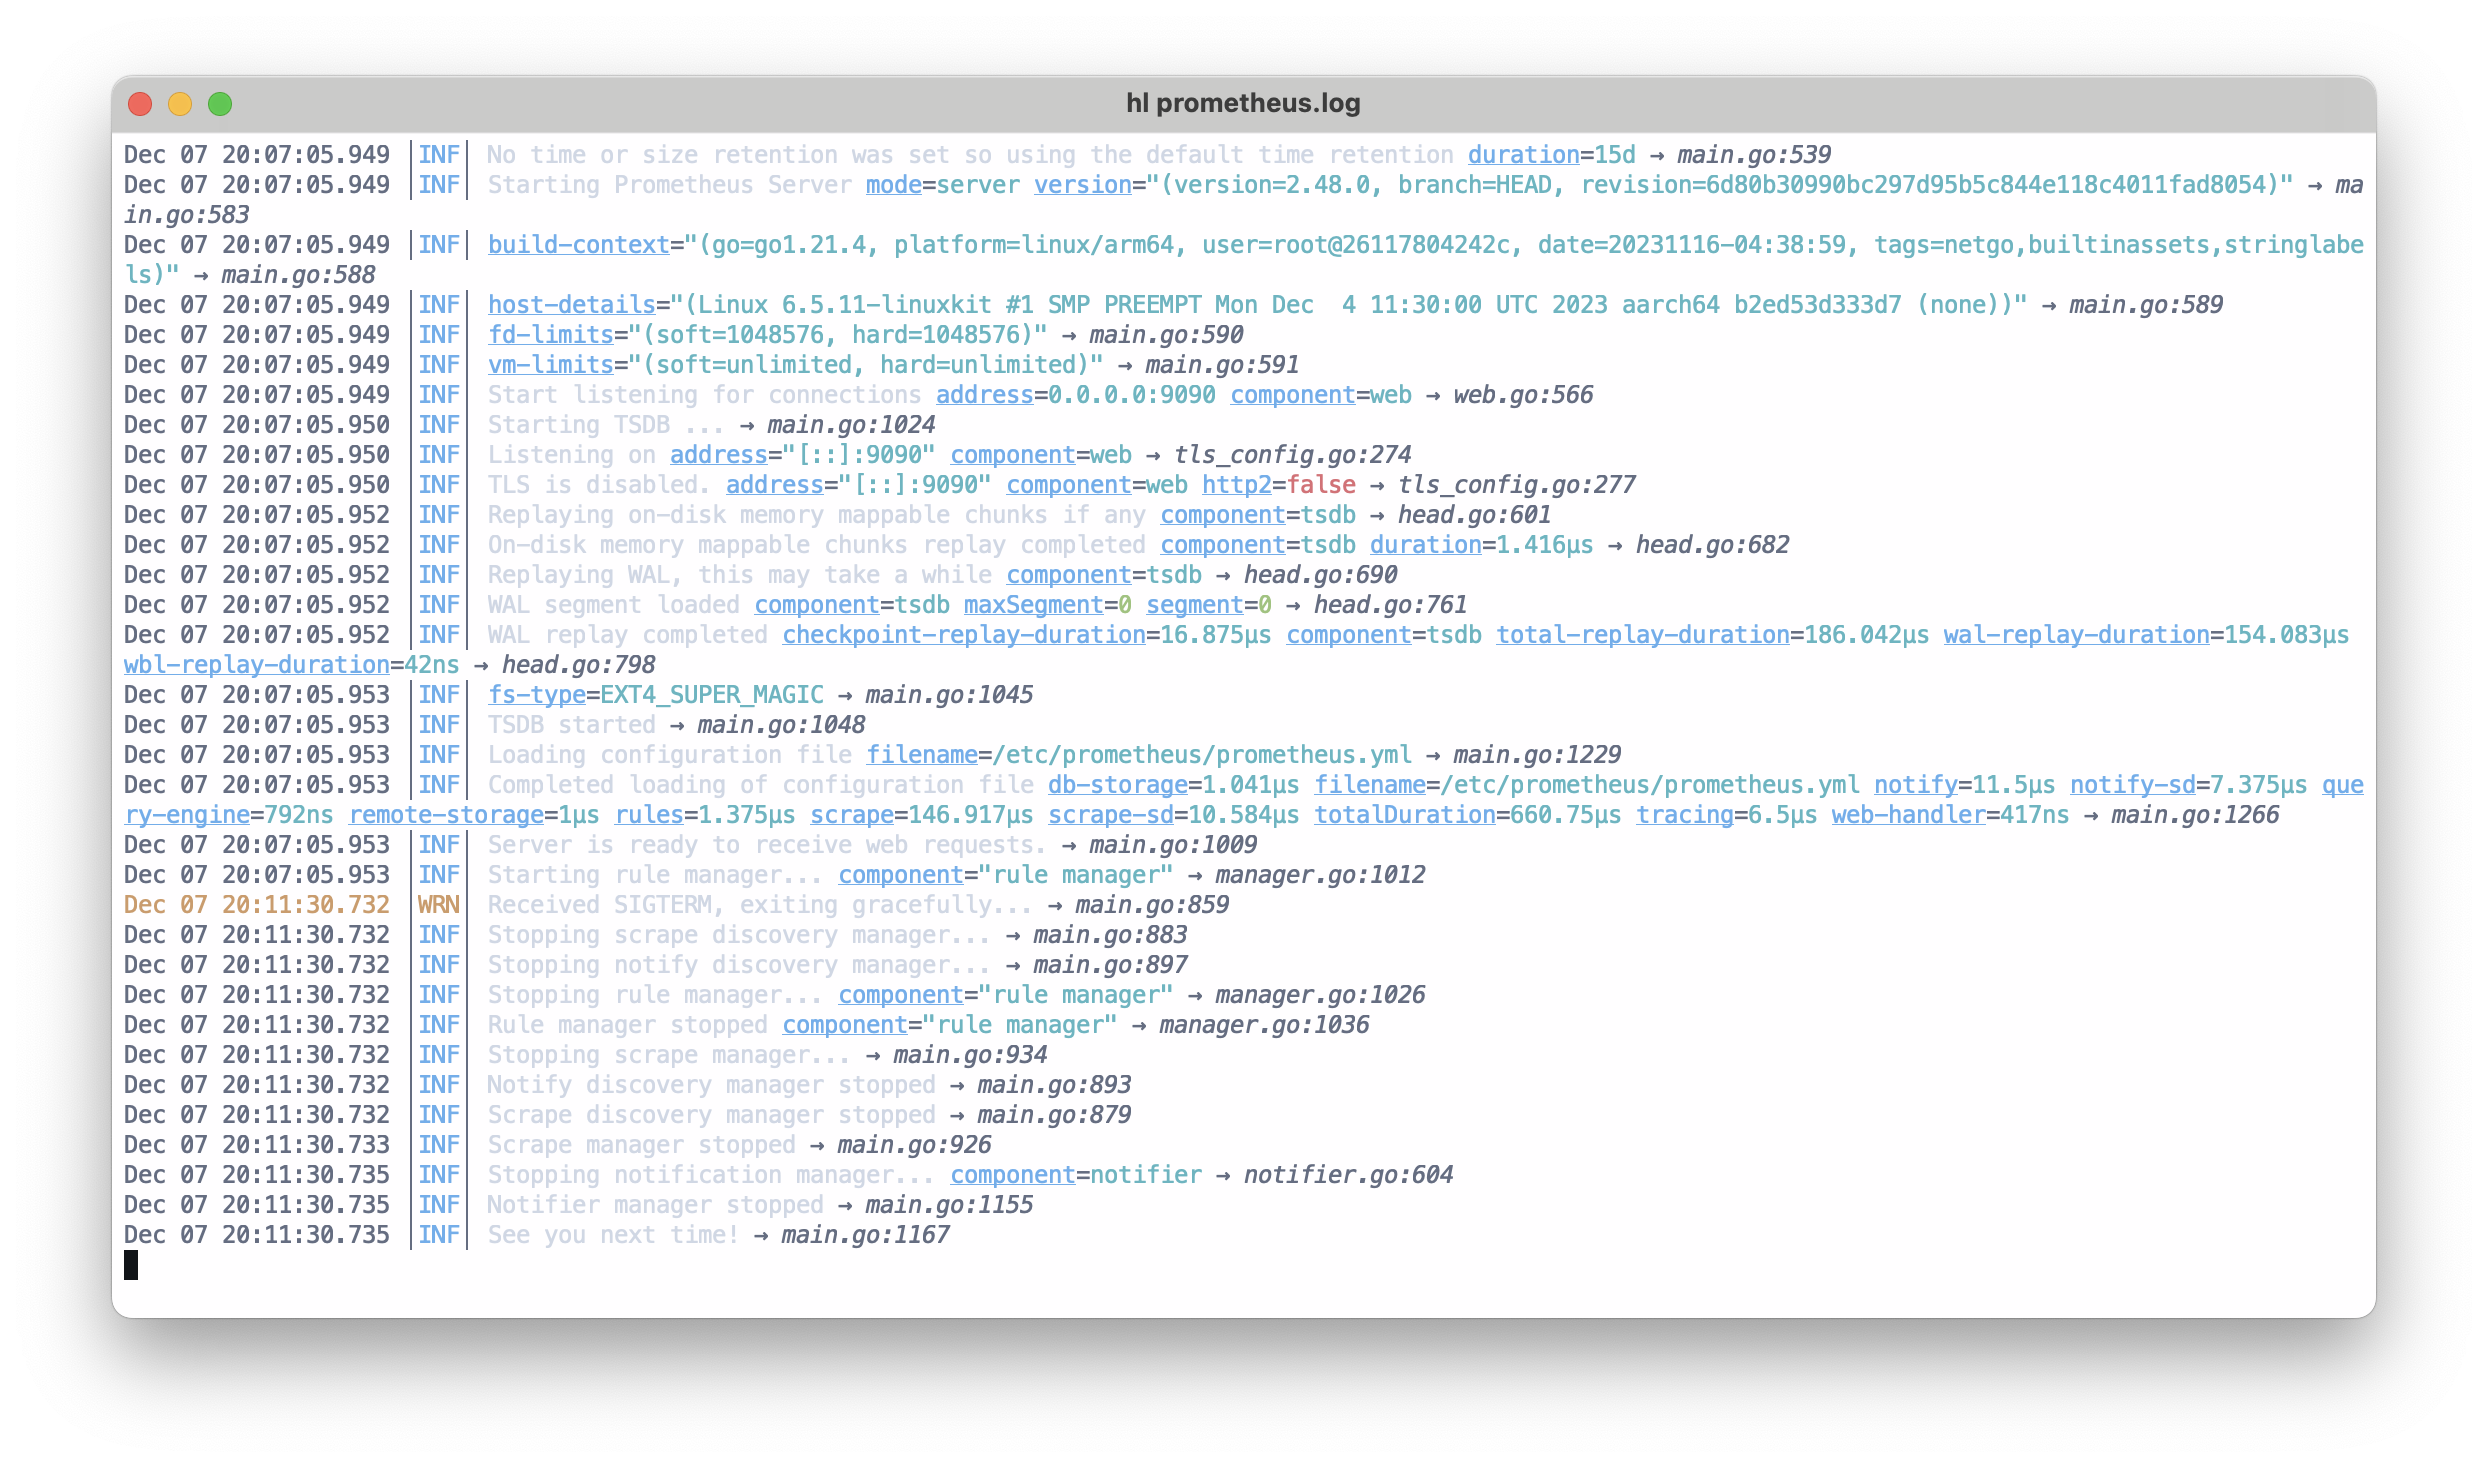 hl prometheus.log
Dec 07 20:07:05.949 |INF| No time or size retention was set so using the default time retention duration=15d → main.go:539
Dec 07 20:07:05.949 |INF| Starting Prometheus Server mode=server version="(version=2.48.0, branch=HEAD, revision=6d80b30990bc297d95b5c844e118c4011fad8054)" → ma
in.go:583
Dec 07 20:07:05.949 |INF| build-context="(go=go1.21.4, platform=linux/arm64, user=root@26117804242c, date=20231116-04:38:59, tags=netgo,builtinassets,stringlabe
ls)" → main.go:588
Dec 07 20:07:05.949 |INF| host-details="(Linux 6.5.11-linuxkit #1 SMP PREEMPT Mon Dec  4 11:30:00 UTC 2023 aarch64 b2ed53d333d7 (none))" → main.go:589
Dec 07 20:07:05.949 |INF| fd-limits="(soft=1048576, hard=1048576)" → main.go:590
Dec 07 20:07:05.949 |INF| vm-limits="(soft=unlimited, hard=unlimited)" → main.go:591
Dec 07 20:07:05.949 |INF| Start listening for connections address=0.0.0.0:9090 component=web → web.go:566
Dec 07 20:07:05.950 |INF| Starting TSDB ... → main.go:1024
Dec 07 20:07:05.950 |INF| Listening on address="[::]:9090" component=web → tls_config.go:274
Dec 07 20:07:05.950 |INF| TLS is disabled. address="[::]:9090" component=web http2=false → tls_config.go:277
Dec 07 20:07:05.952 |INF| Replaying on-disk memory mappable chunks if any component=tsdb → head.go:601
Dec 07 20:07:05.952 |INF| On-disk memory mappable chunks replay completed component=tsdb duration=1.416µs → head.go:682
Dec 07 20:07:05.952 |INF| Replaying WAL, this may take a while component=tsdb → head.go:690
Dec 07 20:07:05.952 |INF| WAL segment loaded component=tsdb maxSegment=0 segment=0 → head.go:761
Dec 07 20:07:05.952 |INF| WAL replay completed checkpoint-replay-duration=16.875µs component=tsdb total-replay-duration=186.042µs wal-replay-duration=154.083µs
wbl-replay-duration=42ns → head.go:798
Dec 07 20:07:05.953 |INF| fs-type=EXT4_SUPER_MAGIC → main.go:1045
Dec 07 20:07:05.953 |INF| TSDB started → main.go:1048
Dec 07 20:07:05.953 |INF| Loading configuration file filename=/etc/prometheus/prometheus.yml → main.go:1229
Dec 07 20:07:05.953 |INF| Completed loading of configuration file db-storage=1.041µs filename=/etc/prometheus/prometheus.yml notify=11.5µs notify-sd=7.375µs que
ry-engine=792ns remote-storage=1µs rules=1.375µs scrape=146.917µs scrape-sd=10.584µs totalDuration=660.75µs tracing=6.5µs web-handler=417ns → main.go:1266
Dec 07 20:07:05.953 |INF| Server is ready to receive web requests. → main.go:1009
Dec 07 20:07:05.953 |INF| Starting rule manager... component="rule manager" → manager.go:1012
Dec 07 20:11:30.732 |WRN| Received SIGTERM, exiting gracefully... → main.go:859
Dec 07 20:11:30.732 |INF| Stopping scrape discovery manager... → main.go:883
Dec 07 20:11:30.732 |INF| Stopping notify discovery manager... → main.go:897
Dec 07 20:11:30.732 |INF| Stopping rule manager... component="rule manager" → manager.go:1026
Dec 07 20:11:30.732 |INF| Rule manager stopped component="rule manager" → manager.go:1036
Dec 07 20:11:30.732 |INF| Stopping scrape manager... → main.go:934
Dec 07 20:11:30.732 |INF| Notify discovery manager stopped → main.go:893
Dec 07 20:11:30.732 |INF| Scrape discovery manager stopped → main.go:879
Dec 07 20:11:30.733 |INF| Scrape manager stopped → main.go:926
Dec 07 20:11:30.735 |INF| Stopping notification manager... component=notifier → notifier.go:604
Dec 07 20:11:30.735 |INF| Notifier manager stopped → main.go:1155
Dec 07 20:11:30.735 |INF| See you next time! → main.go:1167